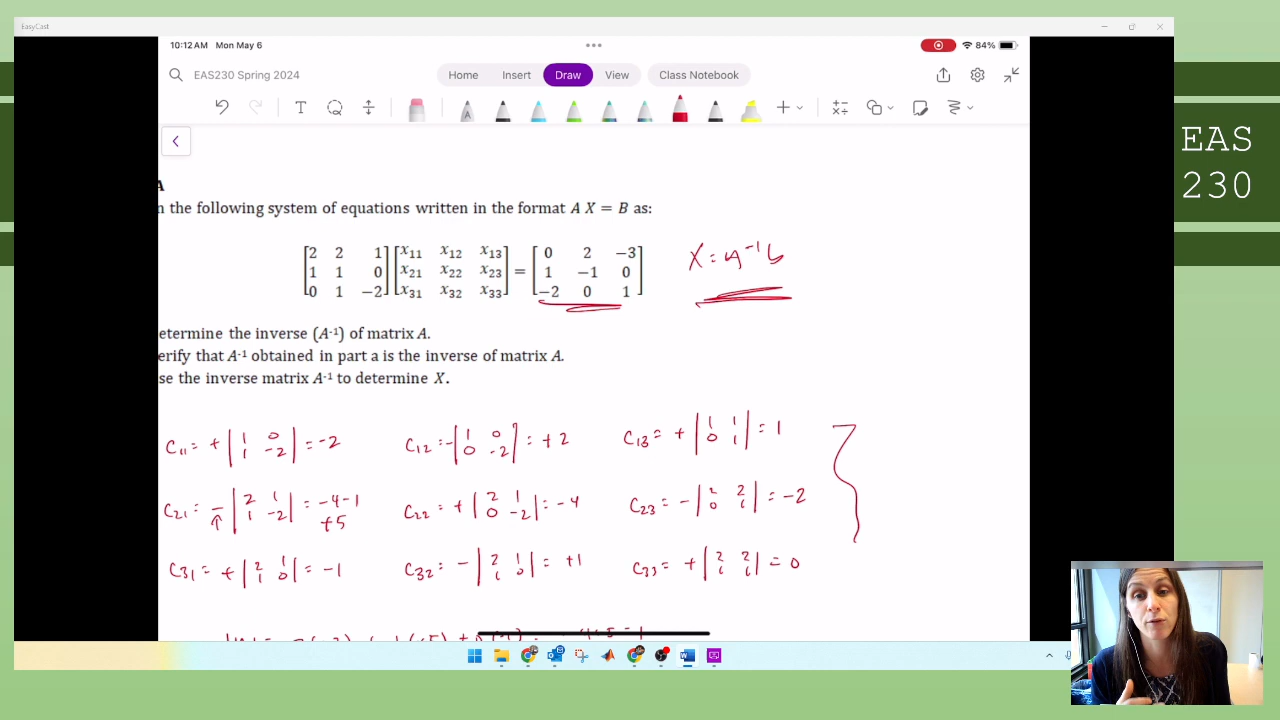 EasyCast
10:12 AM Mon May 6
84%
EAS230 Spring 2024
Home Insert Draw View Class Notebook
EAS
230
A
n the following system of equations written in the format A X = B as:
[2 2 1] [x11 x12 x13] [0 2 −3]
[1 1 0] [x21 x22 x23] = [1 −1 0]
[0 1 −2] [x31 x32 x33] [−2 0 1]
X = A⁻¹b
etermine the inverse (A-1) of matrix A.
erify that A-1 obtained in part a is the inverse of matrix A.
se the inverse matrix A-1 to determine X.
C11 = + |1 0; 1 -2| = -2
C12 = - |1 0; 0 -2| = +2
C13 = + |1 1; 0 1| = 1
C21 = - |2 1; 1 -2| = -4-1
+5
C22 = + |2 1; 0 -2| = -4
C23 = - |2 2; 0 1| = -2
C31 = + |2 1; 1 0| = -1
C32 = - |2 1; 1 0| = +1
C33 = + |2 2; 1 1| = 0